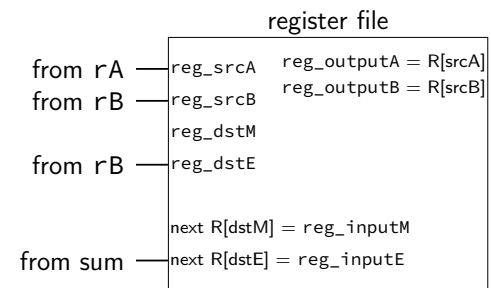 register file
from rA
reg_srcA
reg_outputA = R[srcA]
from rB
reg_srcB
reg_outputB = R[srcB]
reg_dstM
from rB
reg_dstE
next R[dstM] = reg_inputM
from sum
next R[dstE] = reg_inputE